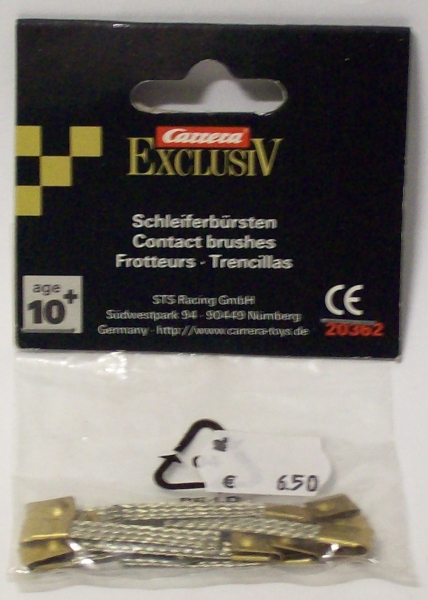 Carrera
EXCLUSIV
Schleiferbürsten
Contact brushes
Frotteurs · Trencillas
age
10+
STS Racing GmbH
Südwestpark 94 · 90449 Nürnberg
Germany · http://www.carrera-toys.de
CE
20362
€ 6.50